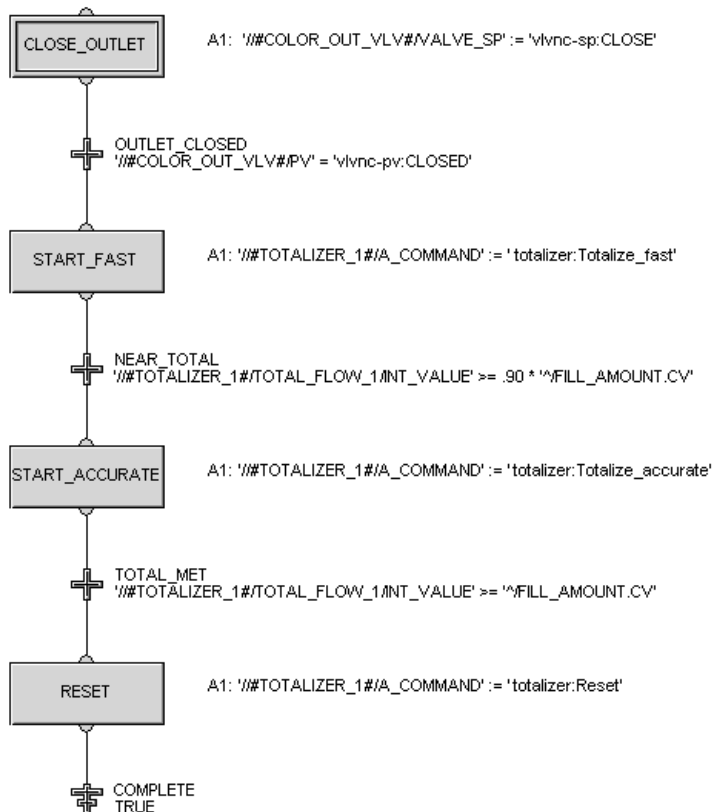 CLOSE_OUTLET
A1: '//#COLOR_OUT_VLV#/VALVE_SP' := 'vlvnc-sp:CLOSE'
OUTLET_CLOSED
'//#COLOR_OUT_VLV#/PV' = 'vlvnc-pv:CLOSED'
START_FAST
A1: '//#TOTALIZER_1#/A_COMMAND' := ' totalizer:Totalize_fast'
NEAR_TOTAL
'//#TOTALIZER_1#/TOTAL_FLOW_1/INT_VALUE' >= .90 * '^/FILL_AMOUNT.CV'
START_ACCURATE
A1: '//#TOTALIZER_1#/A_COMMAND' := 'totalizer:Totalize_accurate'
TOTAL_MET
'//#TOTALIZER_1#/TOTAL_FLOW_1/INT_VALUE' >= '^/FILL_AMOUNT.CV'
RESET
A1: '//#TOTALIZER_1#/A_COMMAND' := 'totalizer:Reset'
COMPLETE
TRUE